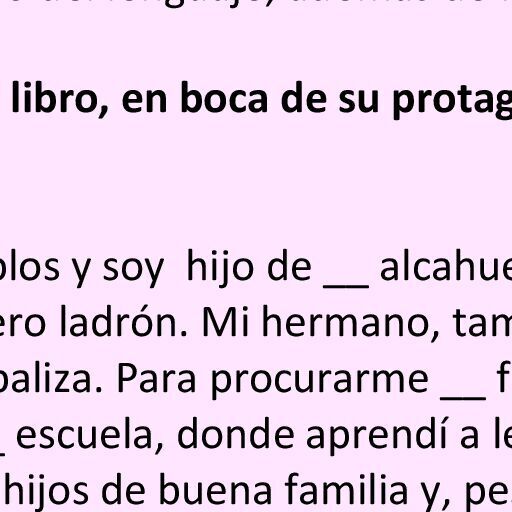 libro, en boca de su protag
blos y soy  hijo de __ alcahue
ero ladrón. Mi hermano, tam
paliza. Para procurarme __ f
_ escuela, donde aprendí a le
hijos de buena familia y, pe